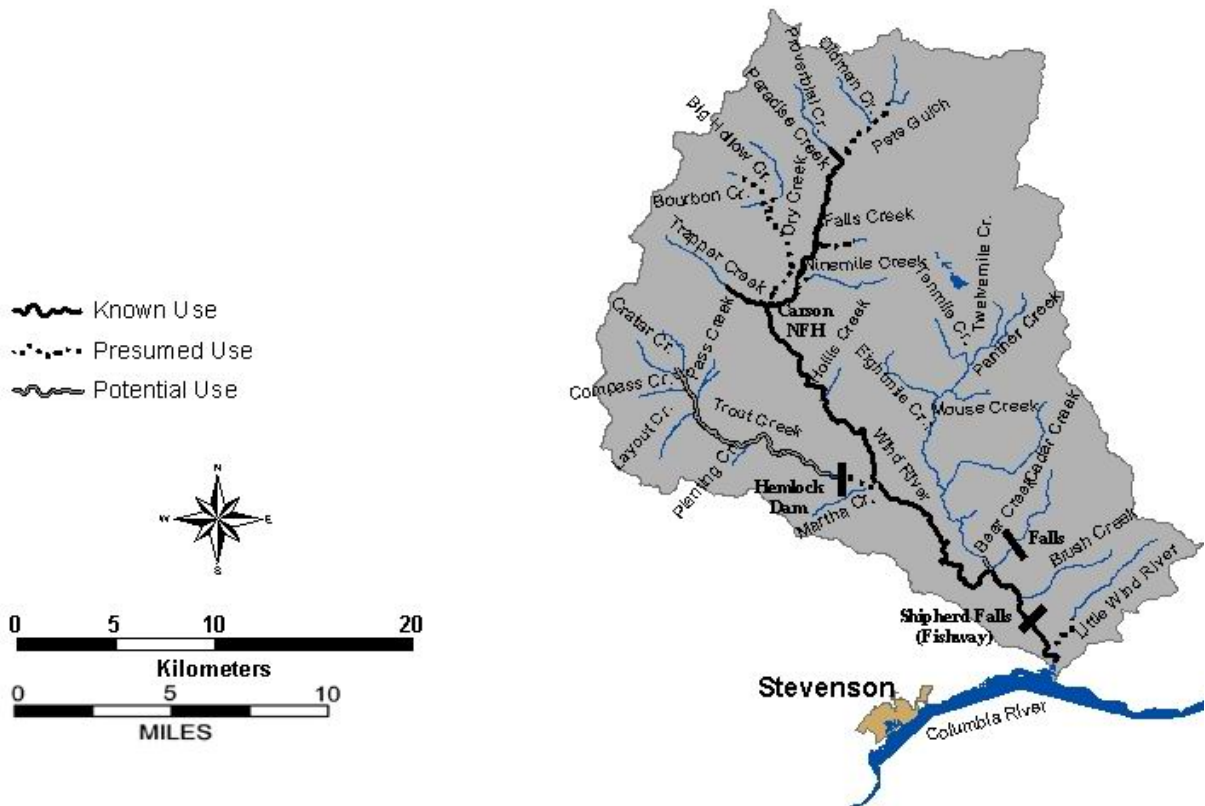 Known Use
Presumed Use
Potential Use
N
W
E
S
0 5 10 20
Kilometers
0 5 10
MILES
Oldman Cr.
Proverbial Cr.
Paradise Creek
Pete Gulch
Big Hollow Cr.
Dry Creek
Bourbon Cr.
Falls Creek
Trapper Creek
Ninemile Creek
Tenmile Cr.
Twelvemile Cr.
Panther Creek
Carson
NFH
Crater Cr.
Pass Creek
Hollis Creek
Eightmile Cr.
Compass Cr.
Mouse Creek
Trout Creek
Layout Cr.
Wind River
Cedar Creek
Planting Cr.
Hemlock
Dam
Martha Cr.
Bear Creek
Falls
Brush Creek
Shipherd Falls
(Fishway)
Little Wind River
Stevenson
Columbia River